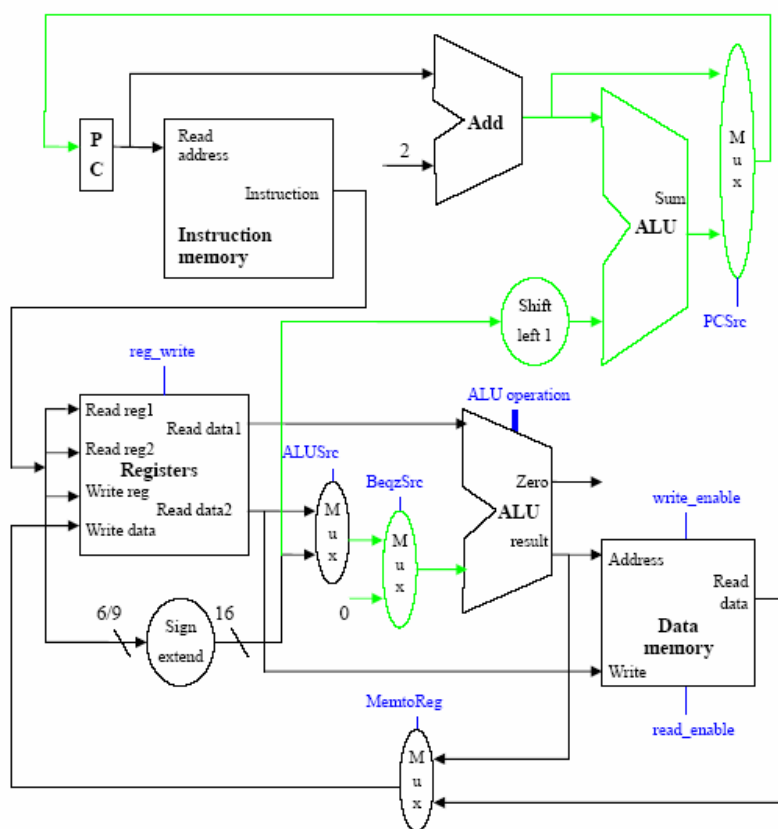 P
C
Read
address
Instruction
Instruction
memory
2
Add
Sum
ALU
M
u
x
PCSrc
Shift
left 1
reg_write
Read reg1
Read data1
Read reg2
Registers
Write reg
Read data2
Write data
ALUSrc
M
u
x
BeqzSrc
M
u
x
0
ALU operation
Zero
ALU
result
write_enable
Address
Read
data
Data
memory
Write
read_enable
6/9
Sign
extend
16
MemtoReg
M
u
x